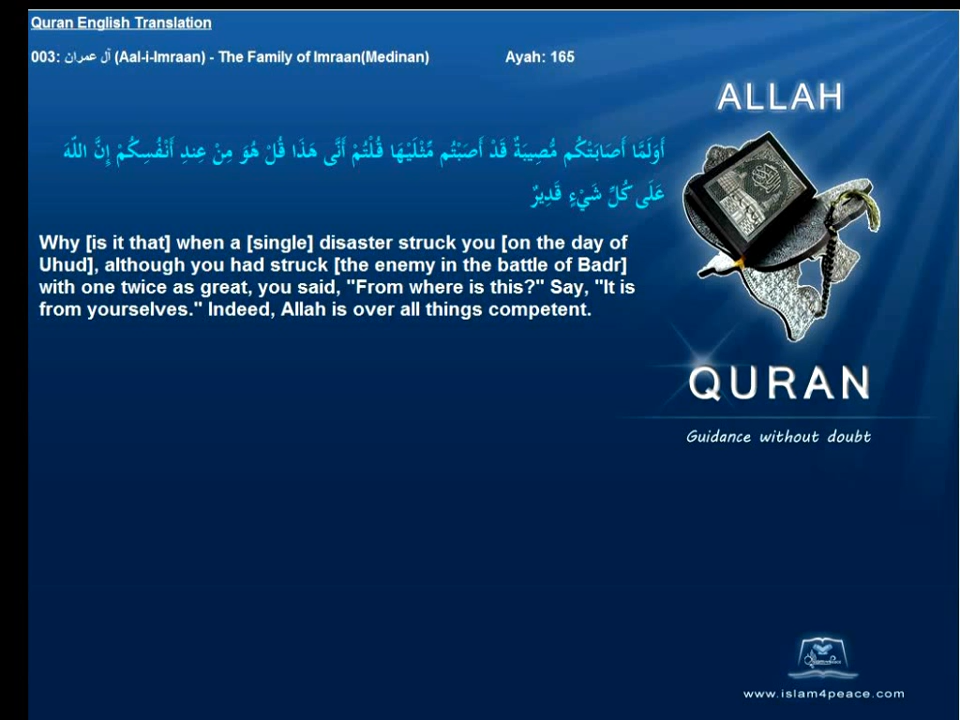 Quran English Translation
003: آل عمران (Aal-i-Imraan) - The Family of Imraan(Medinan) Ayah: 165
ALLAH
أَوَلَمَّا أَصَابَتْكُم مُّصِيبَةٌ قَدْ أَصَبْتُم مِّثْلَيْهَا قُلْتُمْ أَنَّى هَذَا قُلْ هُوَ مِنْ عِندِ أَنْفُسِكُمْ إِنَّ اللّهَ
عَلَى كُلِّ شَيْءٍ قَدِيرٌ
Why [is it that] when a [single] disaster struck you [on the day of
Uhud], although you had struck [the enemy in the battle of Badr]
with one twice as great, you said, "From where is this?" Say, "It is
from yourselves." Indeed, Allah is over all things competent.
QURAN
Guidance without doubt
www.islam4peace.com